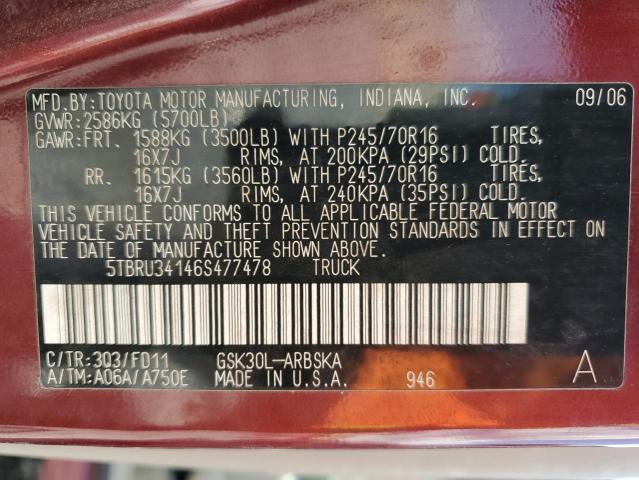 MFD.BY:TOYOTA MOTOR MANUFACTURING, INDIANA, INC. 09/06
GVWR:2586KG (5700LB)
GAWR:FRT. 1588KG (3500LB) WITH P245/70R16 TIRES,
16X7J RIMS, AT 200KPA (29PSI) COLD.
RR. 1615KG (3560LB) WITH P245/70R16 TIRES,
16X7J RIMS, AT 240KPA (35PSI) COLD.
THIS VEHICLE CONFORMS TO ALL APPLICABLE FEDERAL MOTOR
VEHICLE SAFETY AND THEFT PREVENTION STANDARDS IN EFFECT ON
THE DATE OF MANUFACTURE SHOWN ABOVE.
5TBRU34146S477478 TRUCK
C/TR:303/FD11 GSK30L-ARBSKA
A/TM:A06A/A750E MADE IN U.S.A. 946 A